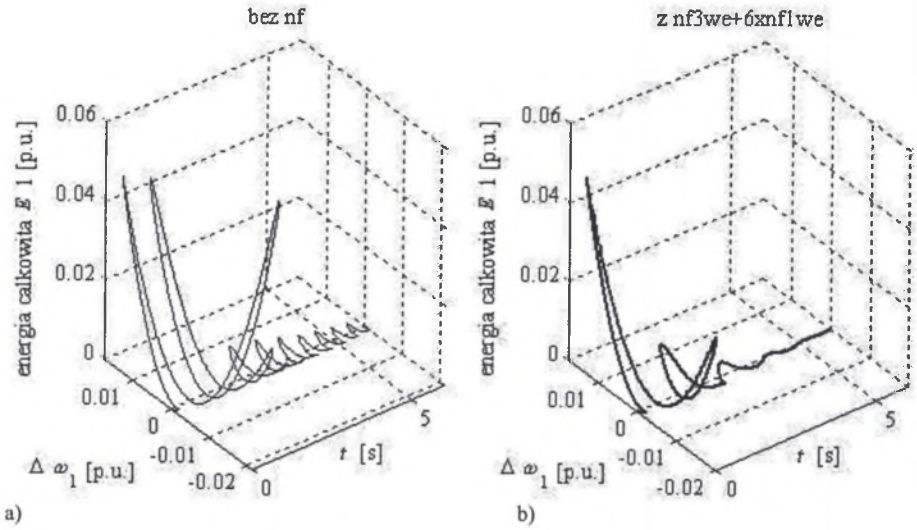 bez nf
energia calkowita E 1 [p.u.]
0.06
0.04
0.02
0
0.01
0
-0.01
-0.02
Δ ω 1 [p.u.]
0
5
t [s]
a)
z nf3we+6xnf1we
energia calkowita E 1 [p.u.]
0.06
0.04
0.02
0
0.01
0
-0.01
-0.02
Δ ω 1 [p.u.]
0
5
t [s]
b)